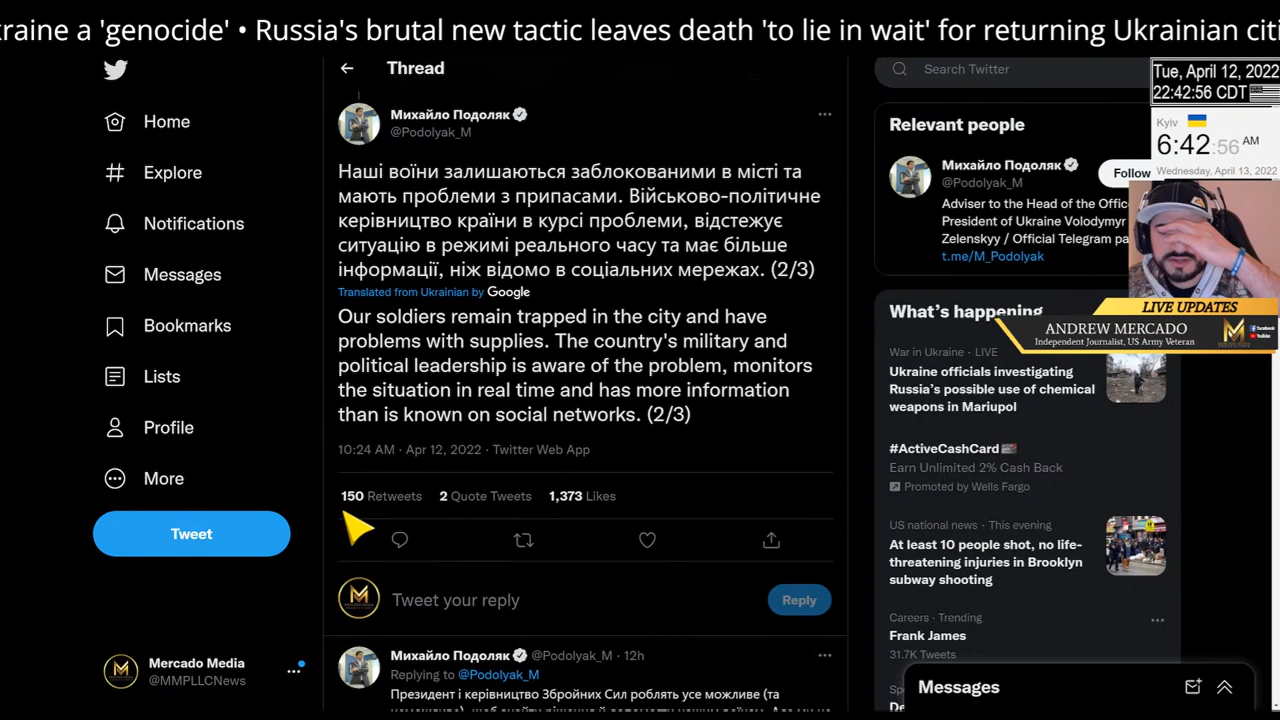 kraine a 'genocide' • Russia's brutal new tactic leaves death 'to lie in wait' for returning Ukrainian citi
Tue, April 12, 2022
22:42:56 CDT
Kyiv
6:42:56 AM
Wednesday, April 13, 2022
Home
Explore
Notifications
Messages
Bookmarks
Lists
Profile
More
Tweet
Mercado Media
@MMPLLCNews
Thread
Михайло Подоляк
@Podolyak_M
Наші воїни залишаються заблокованими в місті та
мають проблеми з припасами. Військово-політичне
керівництво країни в курсі проблеми, відстежує
ситуацію в режимі реального часу та має більше
інформації, ніж відомо в соціальних мережах. (2/3)
Translated from Ukrainian by Google
Our soldiers remain trapped in the city and have
problems with supplies. The country's military and
political leadership is aware of the problem, monitors
the situation in real time and has more information
than is known on social networks. (2/3)
10:24 AM · Apr 12, 2022 · Twitter Web App
150 Retweets 2 Quote Tweets 1,373 Likes
Tweet your reply
Reply
Михайло Подоляк @Podolyak_M · 12h
Replying to @Podolyak_M
Президент і керівництво Збройних Сил роблять усе можливе (та
Search Twitter
Relevant people
Михайло Подоляк
@Podolyak_M
Follow
Adviser to the Head of the Offic
President of Ukraine Volodymyr
Zelenskyy / Official Telegram pa
t.me/M_Podolyak
LIVE UPDATES
ANDREW MERCADO
Independent Journalist, US Army Veteran
What's happening
War in Ukraine · LIVE
Ukraine officials investigating
Russia's possible use of chemical
weapons in Mariupol
#ActiveCashCard
Earn Unlimited 2% Cash Back
Promoted by Wells Fargo
US national news · This evening
At least 10 people shot, no life-
threatening injuries in Brooklyn
subway shooting
Careers · Trending
Frank James
31.7K Tweets
Messages